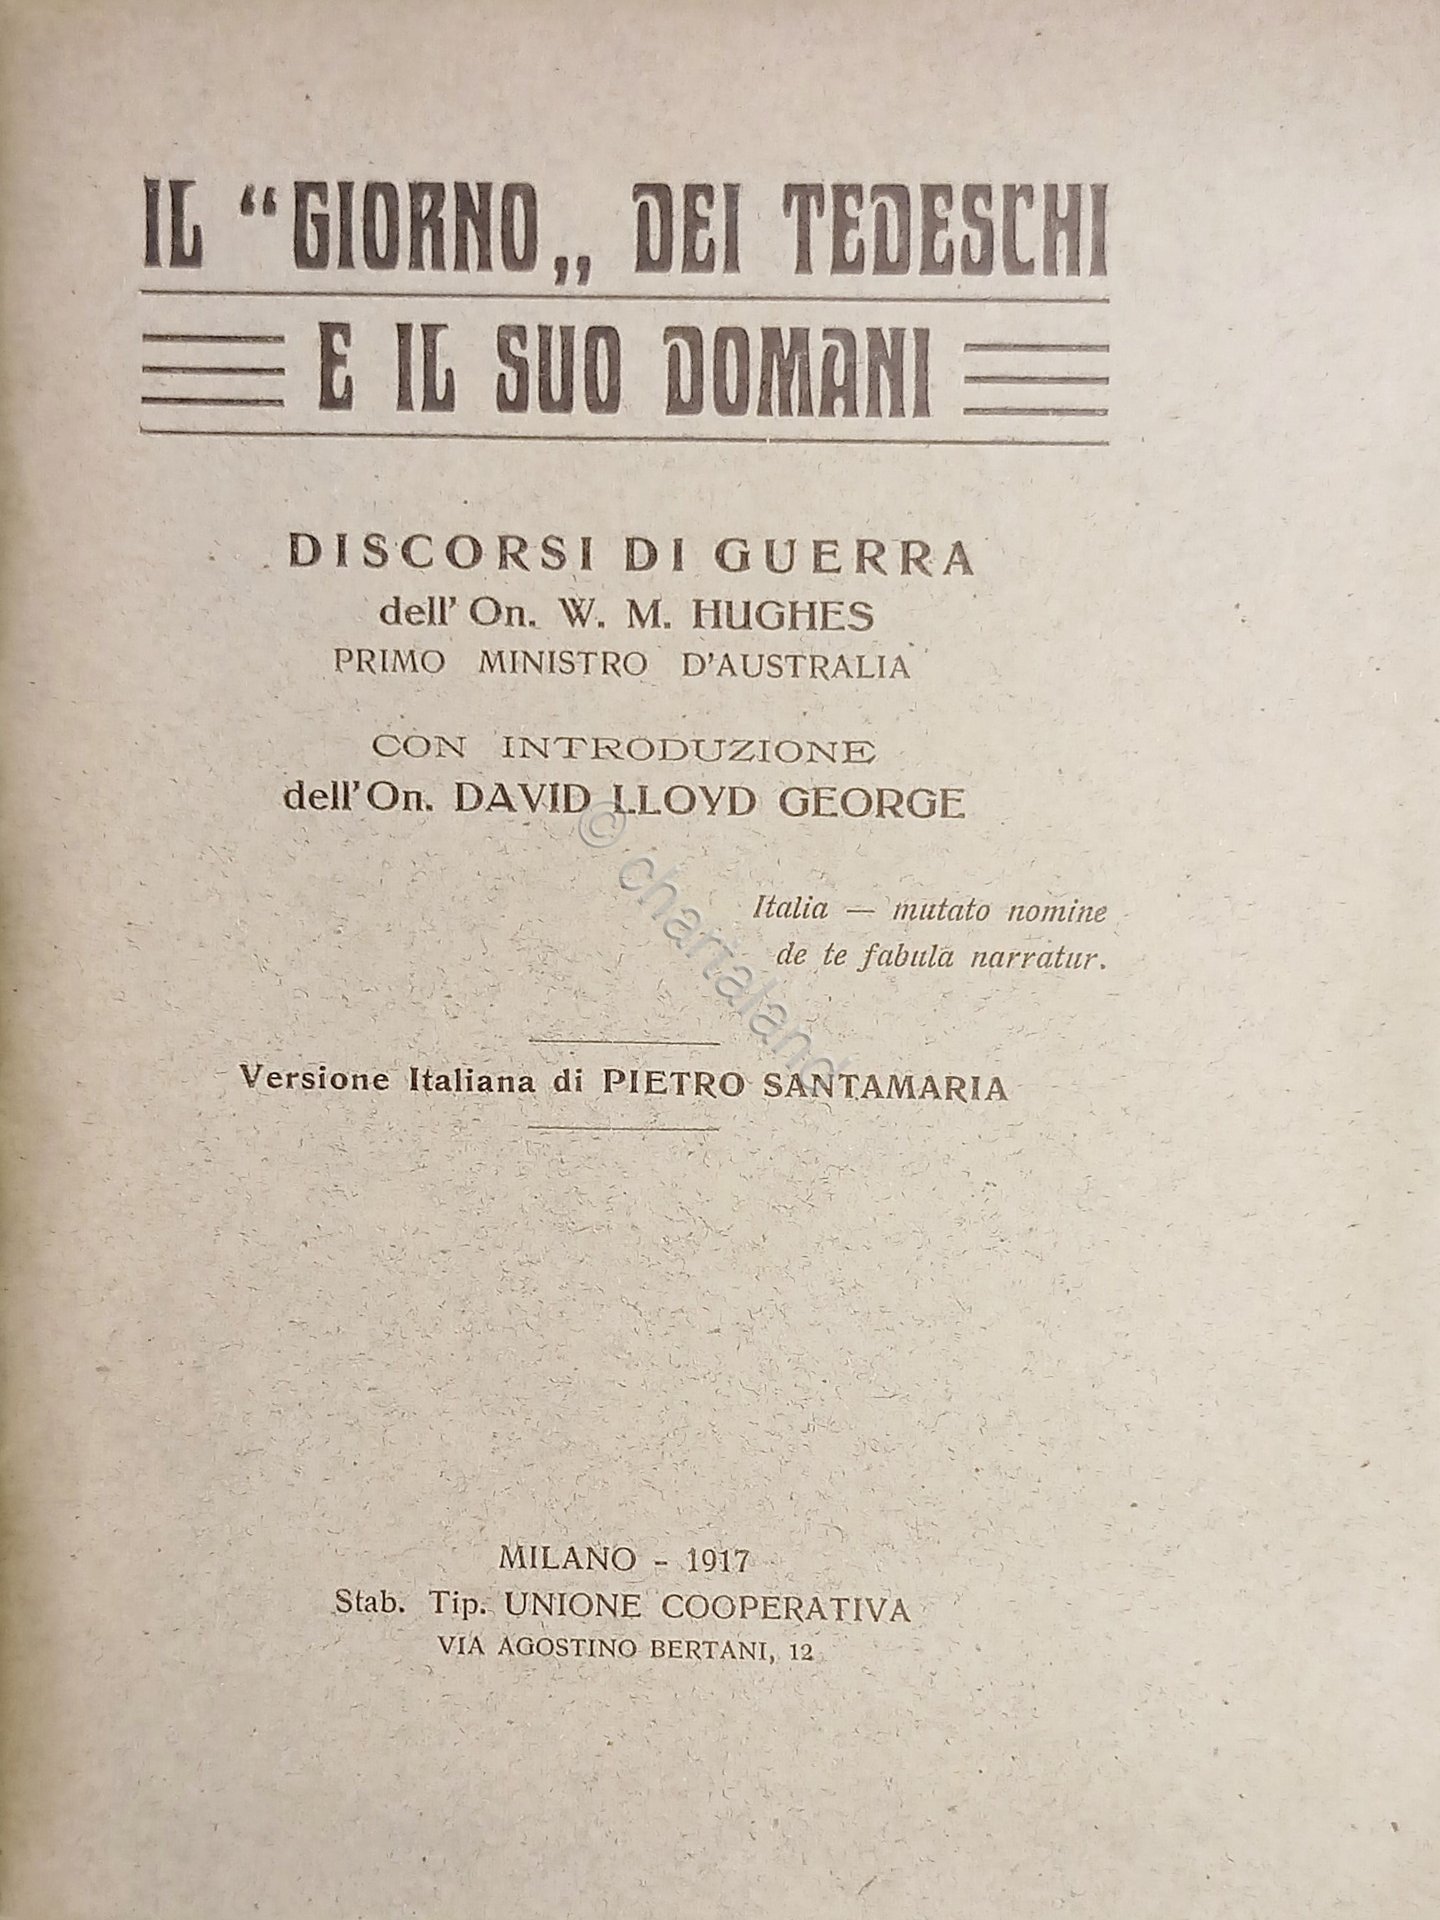 IL “GIORNO„ DEI TEDESCHI
E IL SUO DOMANI
DISCORSI DI GUERRA
dell' On. W. M. HUGHES
PRIMO MINISTRO D'AUSTRALIA
CON INTRODUZIONE
dell'On. DAVID LLOYD GEORGE
© chartaland
Italia — mutato nomine
de te fabula narratur.
Versione Italiana di PIETRO SANTAMARIA
MILANO - 1917
Stab. Tip. UNIONE COOPERATIVA
VIA AGOSTINO BERTANI, 12